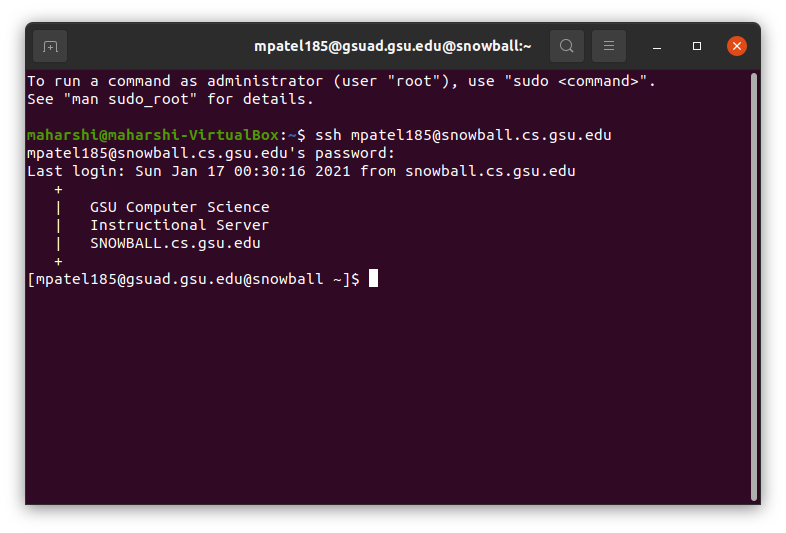 mpatel185@gsuad.gsu.edu@snowball:~
To run a command as administrator (user "root"), use "sudo <command>".
See "man sudo_root" for details.
maharshi@maharshi-VirtualBox:~$ ssh mpatel185@snowball.cs.gsu.edu
mpatel185@snowball.cs.gsu.edu's password:
Last login: Sun Jan 17 00:30:16 2021 from snowball.cs.gsu.edu
   +
   |   GSU Computer Science
   |   Instructional Server
   |   SNOWBALL.cs.gsu.edu
   +
[mpatel185@gsuad.gsu.edu@snowball ~]$